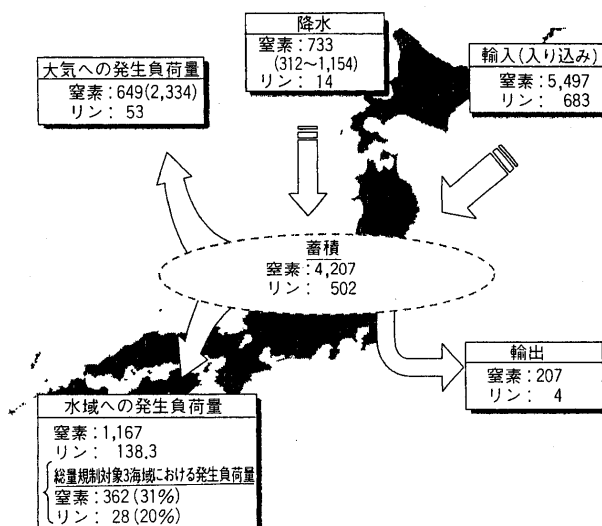 降水
窒素:733
(312~1,154)
リン: 14
大気への発生負荷量
窒素:649(2,334)
リン: 53
輸入(入り込み)
窒素:5,497
リン: 683
蓄積
窒素:4,207
リン: 502
輸出
窒素:207
リン: 4
水域への発生負荷量
窒素:1,167
リン: 138.3
総量規制対象3海域における発生負荷量
窒素:362(31%)
リン: 28(20%)